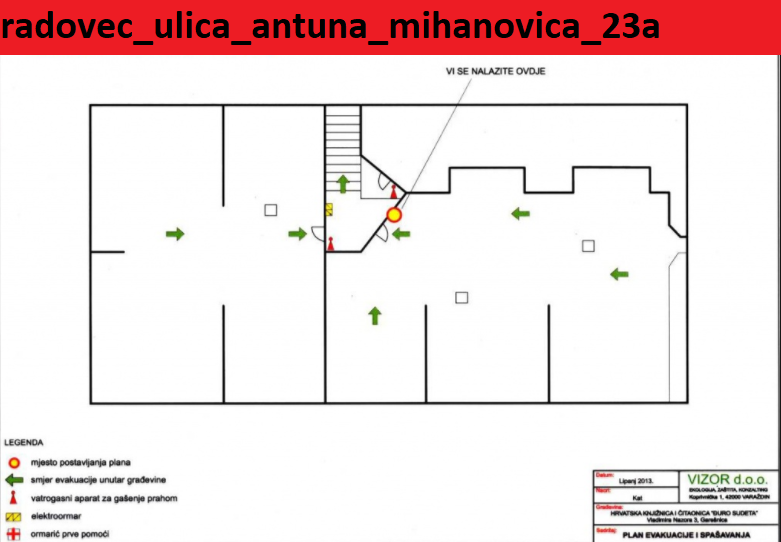 radovec_ulica_antuna_mihanovica_23a
VI SE NALAZITE OVDJE
LEGENDA
mjesto postavljanja plana
smjer evakuacije unutar građevine
vatrogasni aparat za gašenje prahom
elektroormar
ormarić prve pomoći
Datum:
Lipanj 2013.
Nacrt:
Kat
VIZOR d.o.o.
EKOLOGIJA, ZAŠTITA, KONZALTING
Koprivnička 1, 42000 VARAŽDIN
Građevina:
HRVATSKA KNJIŽNICA I ČITAONICA "ĐURO SUDETA"
Vladimira Nazora 3, Garešnica
Sadržaj:
PLAN EVAKUACIJE I SPAŠAVANJA